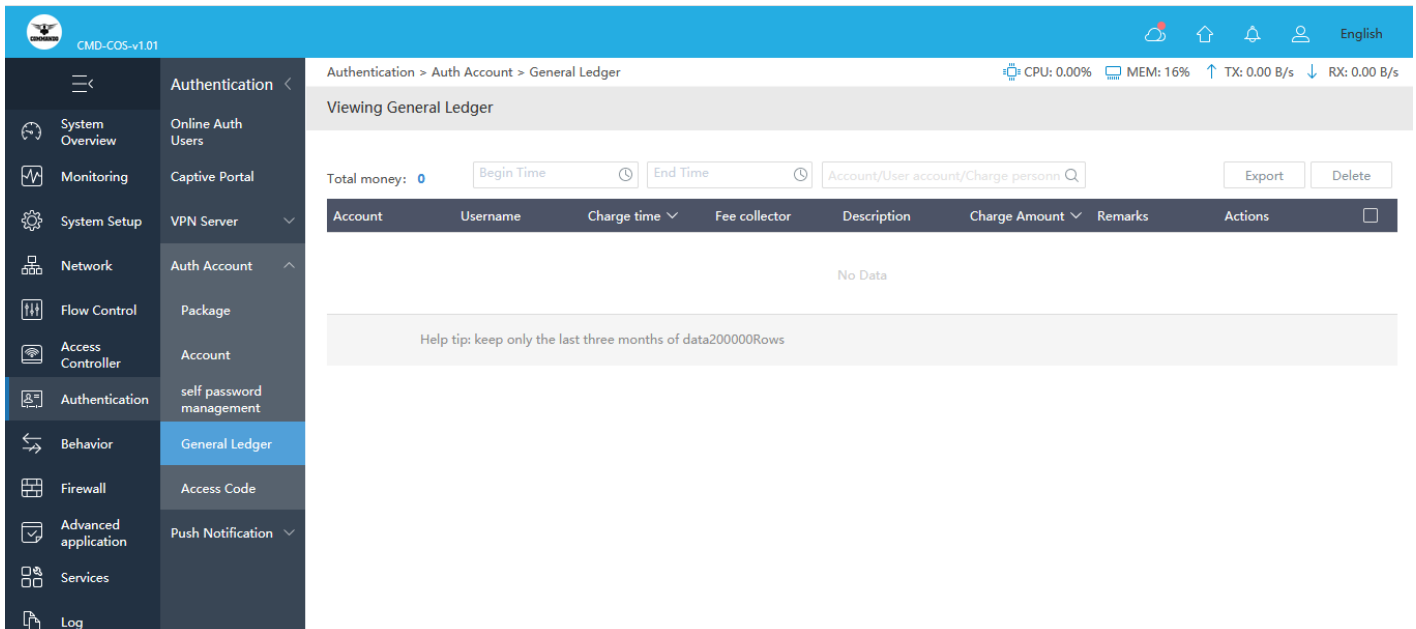 COMMANDO
CMD-COS-v1.01
English
Authentication
Authentication > Auth Account > General Ledger
CPU: 0.00%
MEM: 16%
TX: 0.00 B/s
RX: 0.00 B/s
Viewing General Ledger
System
Overview
Monitoring
System Setup
Network
Flow Control
Access
Controller
Authentication
Behavior
Firewall
Advanced
application
Services
Log
Online Auth
Users
Captive Portal
VPN Server
Auth Account
Package
Account
self password
management
General Ledger
Access Code
Push Notification
Total money: 0
Begin Time
End Time
Account/User account/Charge personn
Export
Delete
Account Username Charge time Fee collector Description Charge Amount Remarks Actions
No Data
Help tip: keep only the last three months of data200000Rows